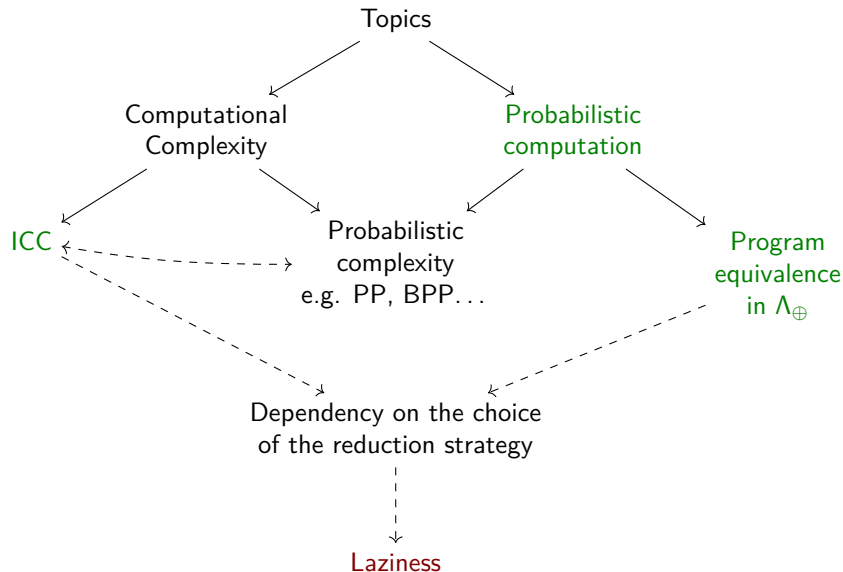 Topics
Computational
Complexity
Probabilistic
computation
ICC
Probabilistic
complexity
e.g. PP, BPP...
Program
equivalence
in Λ⊕
Dependency on the choice
of the reduction strategy
Laziness